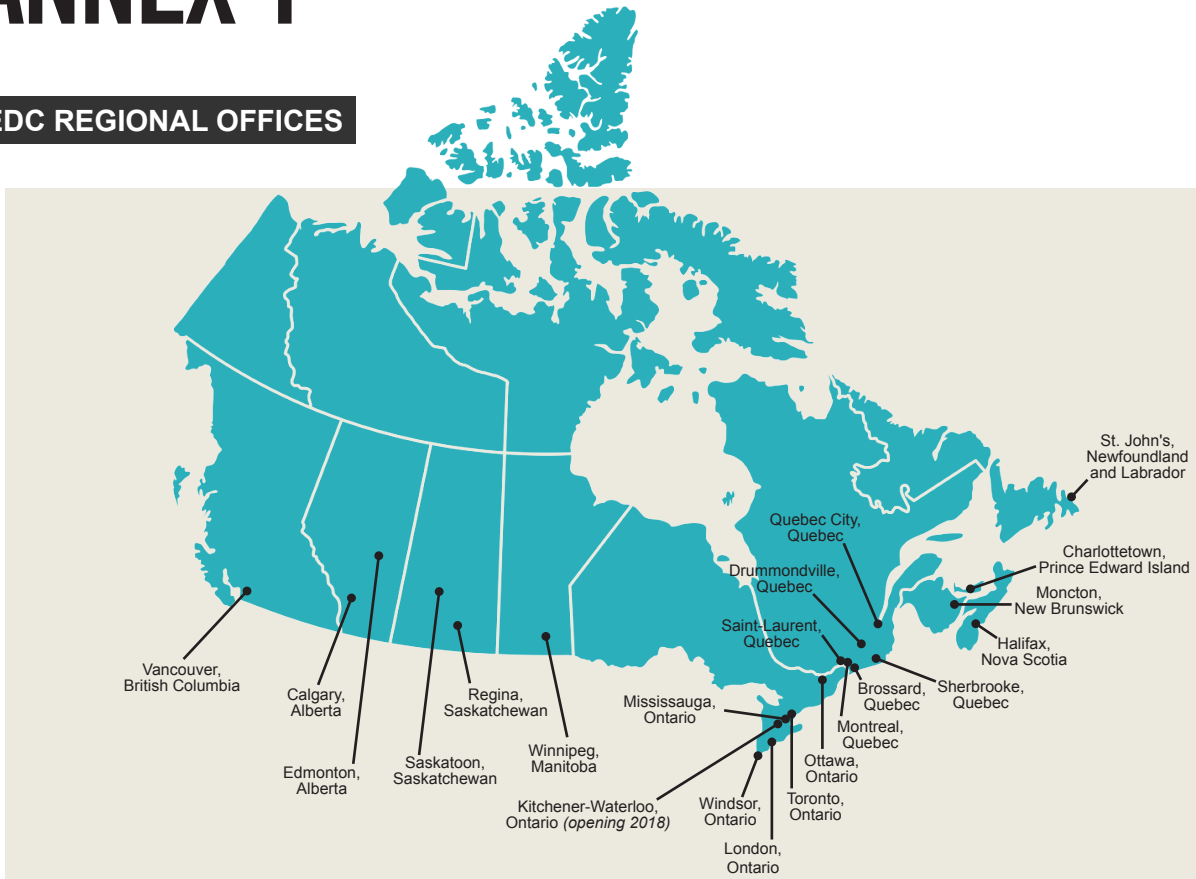 ANNEX 1
EDC REGIONAL OFFICES
St. John's,
Newfoundland
and Labrador
Quebec City,
Quebec
Charlottetown,
Prince Edward Island
Drummondville,
Quebec
Moncton,
New Brunswick
Saint-Laurent,
Quebec
Halifax,
Nova Scotia
Vancouver,
British Columbia
Calgary,
Alberta
Regina,
Saskatchewan
Mississauga,
Ontario
Brossard,
Quebec
Sherbrooke,
Quebec
Montreal,
Quebec
Winnipeg,
Manitoba
Saskatoon,
Saskatchewan
Ottawa,
Ontario
Edmonton,
Alberta
Kitchener-Waterloo,
Ontario (opening 2018)
Windsor,
Ontario
Toronto,
Ontario
London,
Ontario